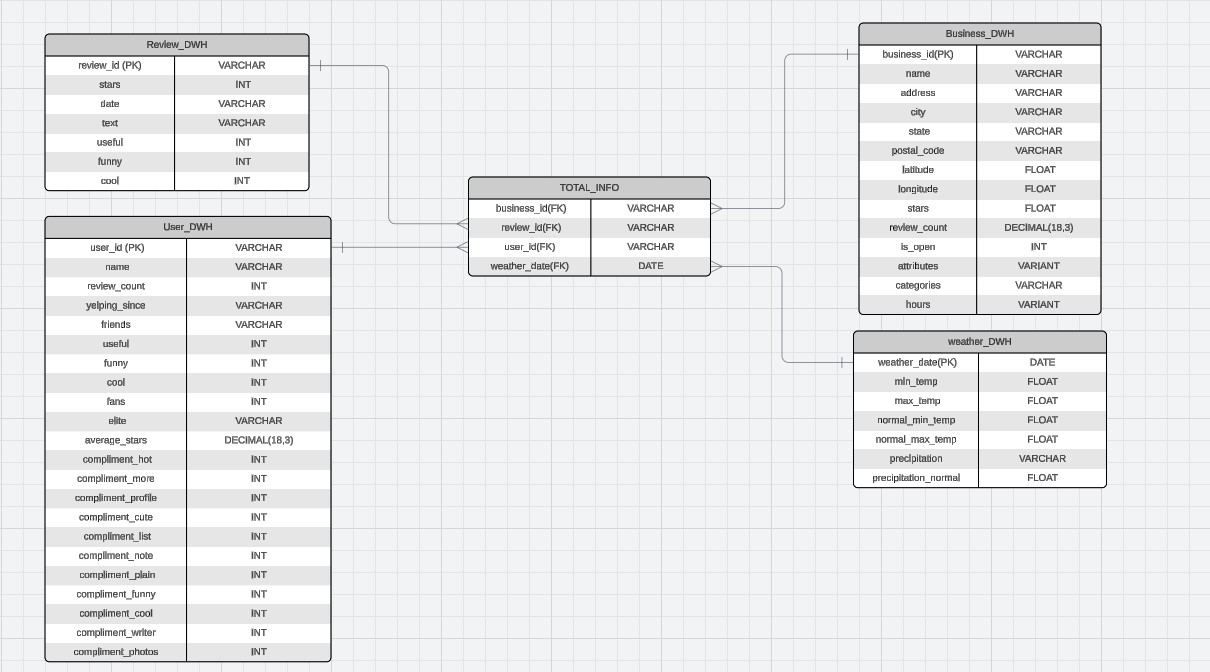 Review_DWH
review_id (PK) VARCHAR
stars INT
date VARCHAR
text VARCHAR
useful INT
funny INT
cool INT
User_DWH
user_id (PK) VARCHAR
name VARCHAR
review_count INT
yelping_since VARCHAR
friends VARCHAR
useful INT
funny INT
cool INT
fans INT
elite VARCHAR
average_stars DECIMAL(18,3)
compliment_hot INT
compliment_more INT
compliment_profile INT
compliment_cute INT
compliment_list INT
compliment_note INT
compliment_plain INT
compliment_funny INT
compliment_cool INT
compliment_writer INT
compliment_photos INT
TOTAL_INFO
business_id(FK) VARCHAR
review_id(FK) VARCHAR
user_id(FK) VARCHAR
weather_date(FK) DATE
Business_DWH
business_id(PK) VARCHAR
name VARCHAR
address VARCHAR
city VARCHAR
state VARCHAR
postal_code VARCHAR
latitude FLOAT
longitude FLOAT
stars FLOAT
review_count DECIMAL(18,3)
is_open INT
attributes VARIANT
categories VARCHAR
hours VARIANT
weather_DWH
weather_date(PK) DATE
min_temp FLOAT
max_temp FLOAT
normal_min_temp FLOAT
normal_max_temp FLOAT
precipitation VARCHAR
precipitation_normal FLOAT